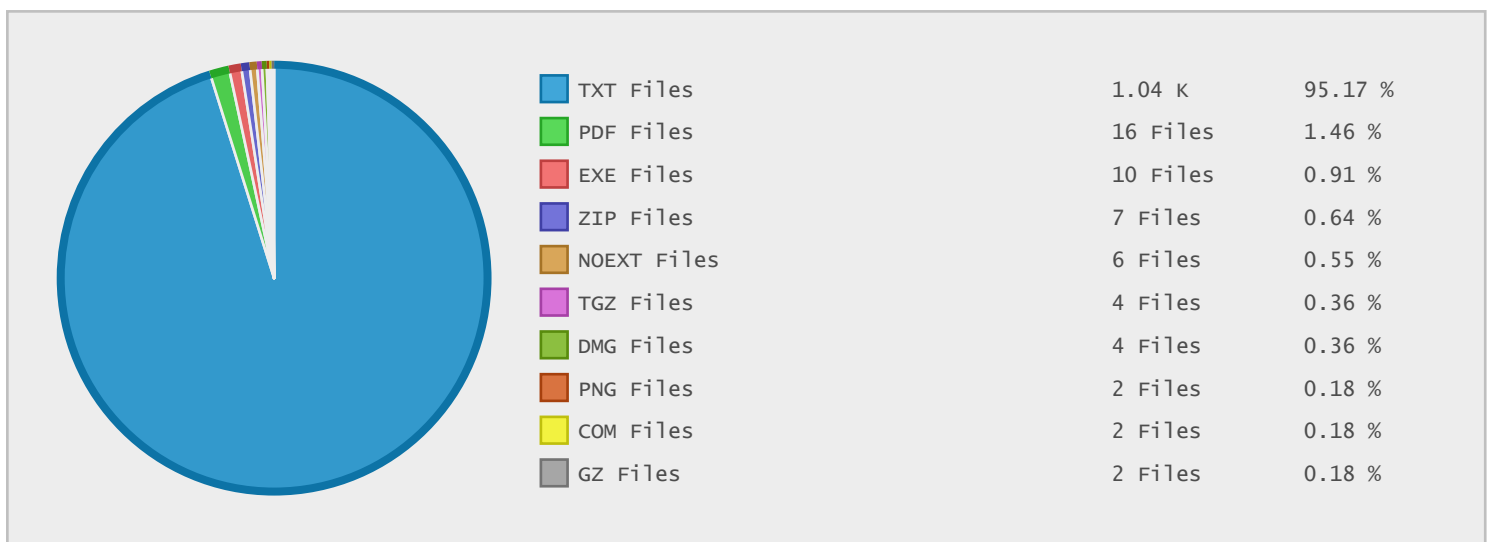 TXT Files 1.04 K 95.17 %
PDF Files 16 Files 1.46 %
EXE Files 10 Files 0.91 %
ZIP Files 7 Files 0.64 %
NOEXT Files 6 Files 0.55 %
TGZ Files 4 Files 0.36 %
DMG Files 4 Files 0.36 %
PNG Files 2 Files 0.18 %
COM Files 2 Files 0.18 %
GZ Files 2 Files 0.18 %